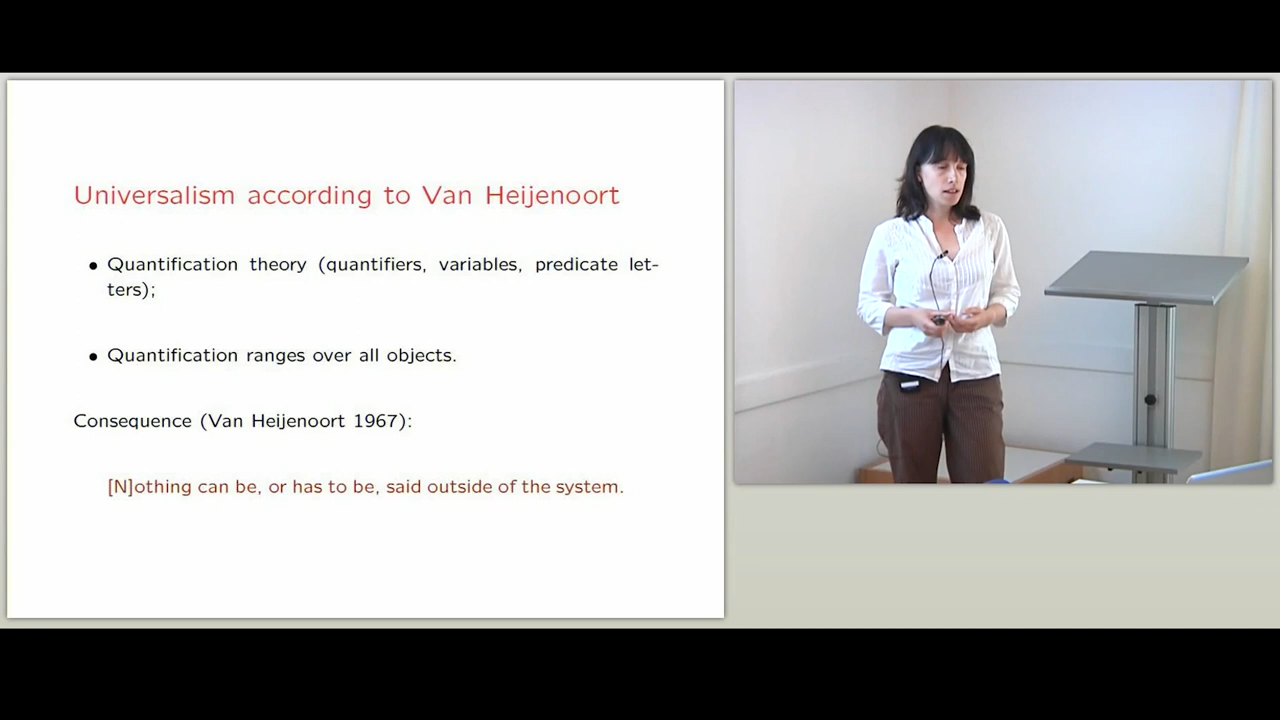 Universalism according to Van Heijenoort
• Quantification theory (quantifiers, variables, predicate let-
ters);
• Quantification ranges over all objects.
Consequence (Van Heijenoort 1967):
[N]othing can be, or has to be, said outside of the system.